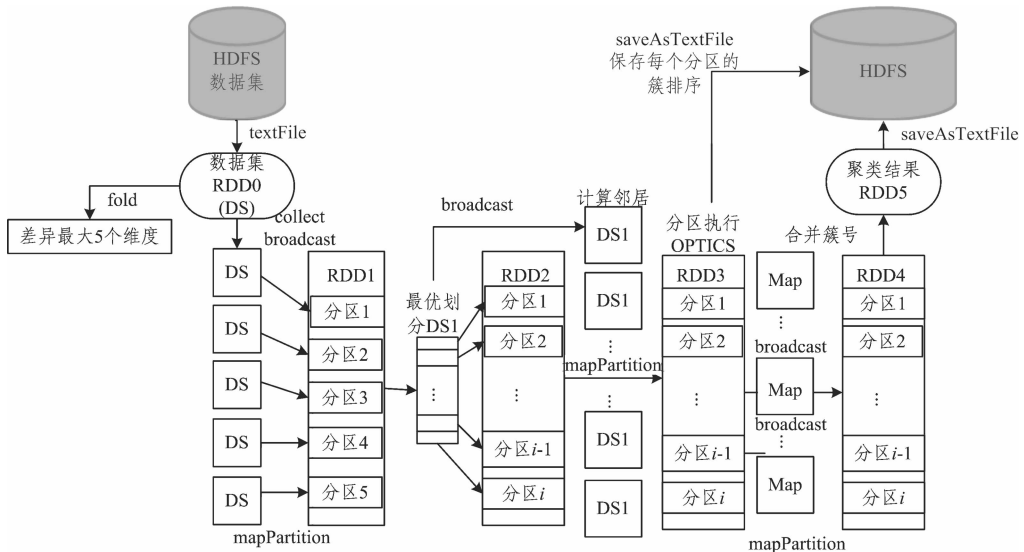 HDFS
数据集
textFile
数据集
RDD0
(DS)
fold
差异最大5个维度
collect
broadcast
DS
DS
DS
DS
DS
mapPartition
RDD1
分区1
分区2
分区3
分区4
分区5
broadcast
最优划
分DS1
⋮
RDD2
分区1
分区2
⋮
分区i-1
分区i
计算邻居
DS1
DS1
⋮
mapPartition
DS1
DS1
saveAsTextFile
保存每个分区的
簇排序
分区执行
OPTICS
RDD3
分区1
分区2
⋮
分区i-1
分区i
合并簇号
Map
⋮
broadcast
Map
broadcast
⋮
Map
mapPartition
RDD4
分区1
分区2
⋮
分区i-1
分区i
聚类结果
RDD5
saveAsTextFile
HDFS